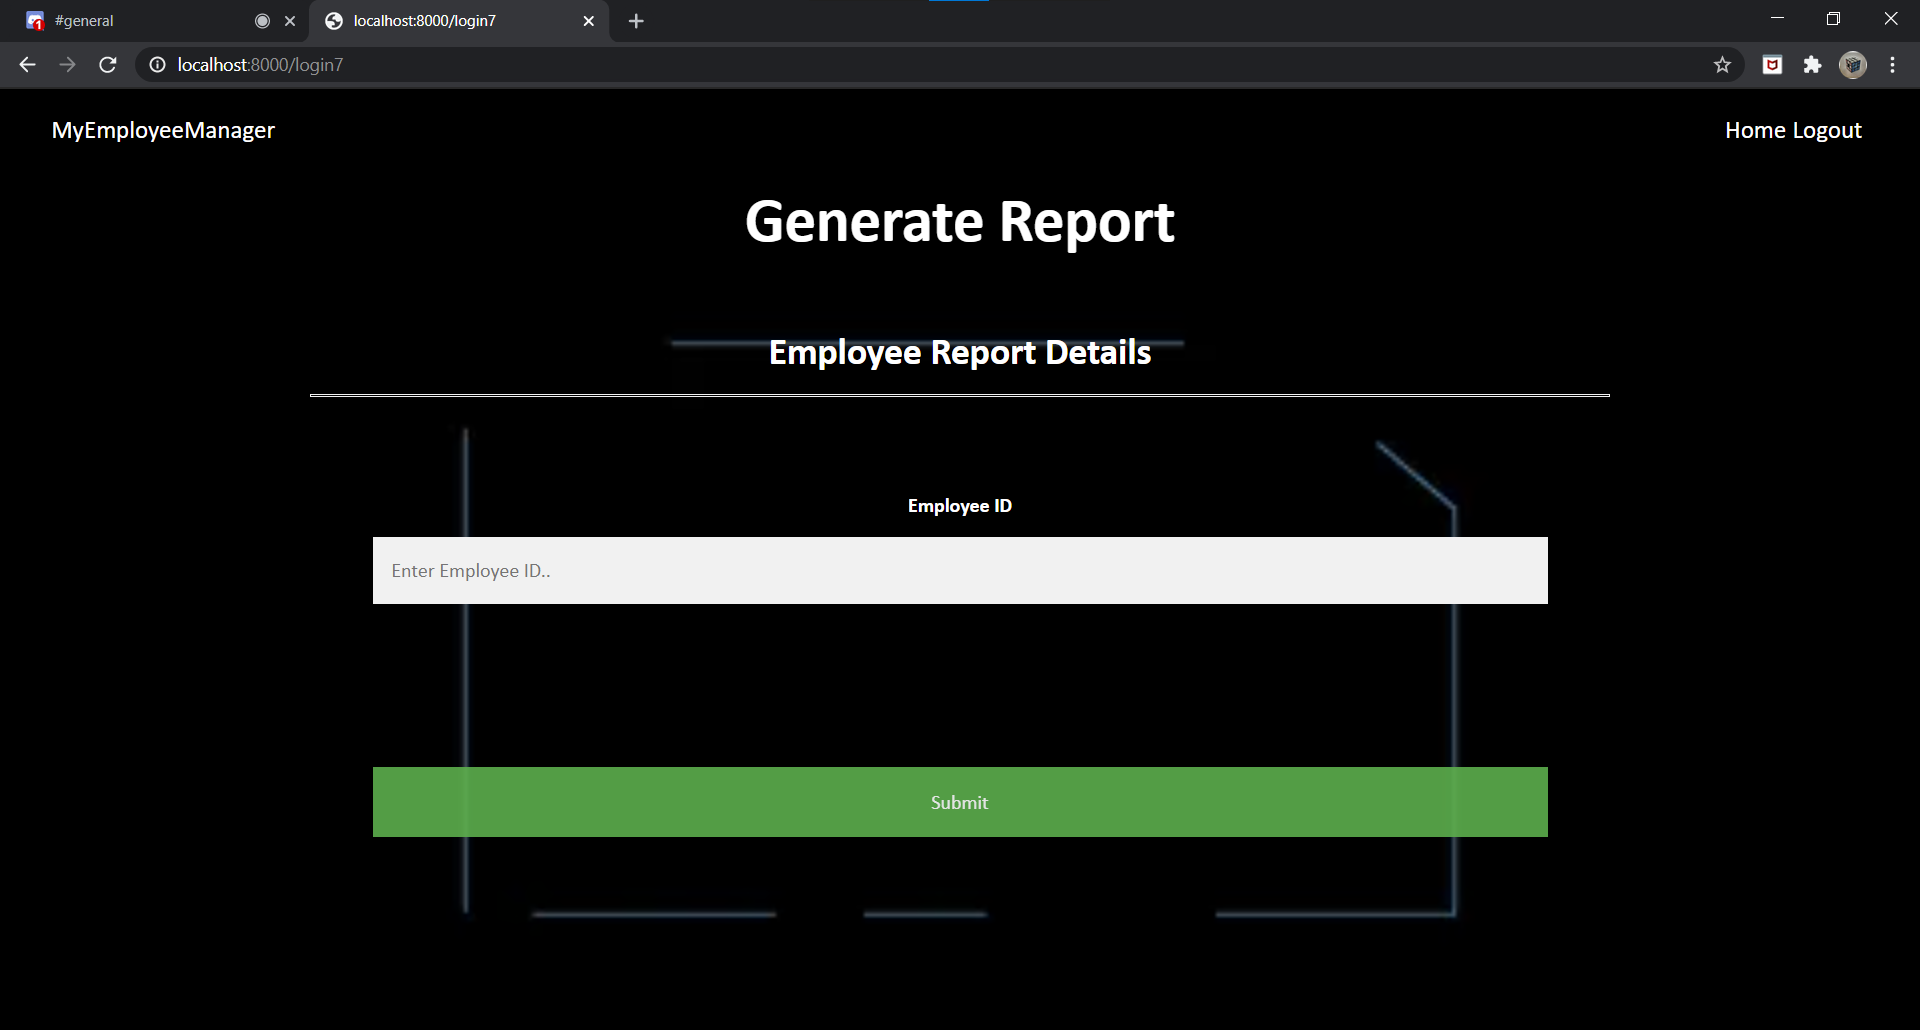 #general
localhost:8000/login7
localhost:8000/login7
MyEmployeeManager
Home Logout
Generate Report
Employee Report Details
Employee ID
Enter Employee ID..
Submit